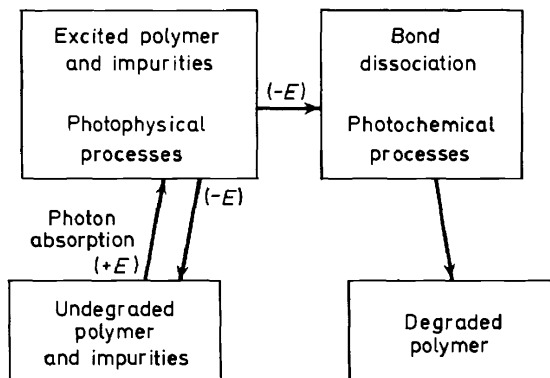 Excited polymer
and impurities
Photophysical
processes
(-E)
Bond
dissociation
Photochemical
processes
Photon
absorption
(+E)
(-E)
Undegraded
polymer
and impurities
Degraded
polymer